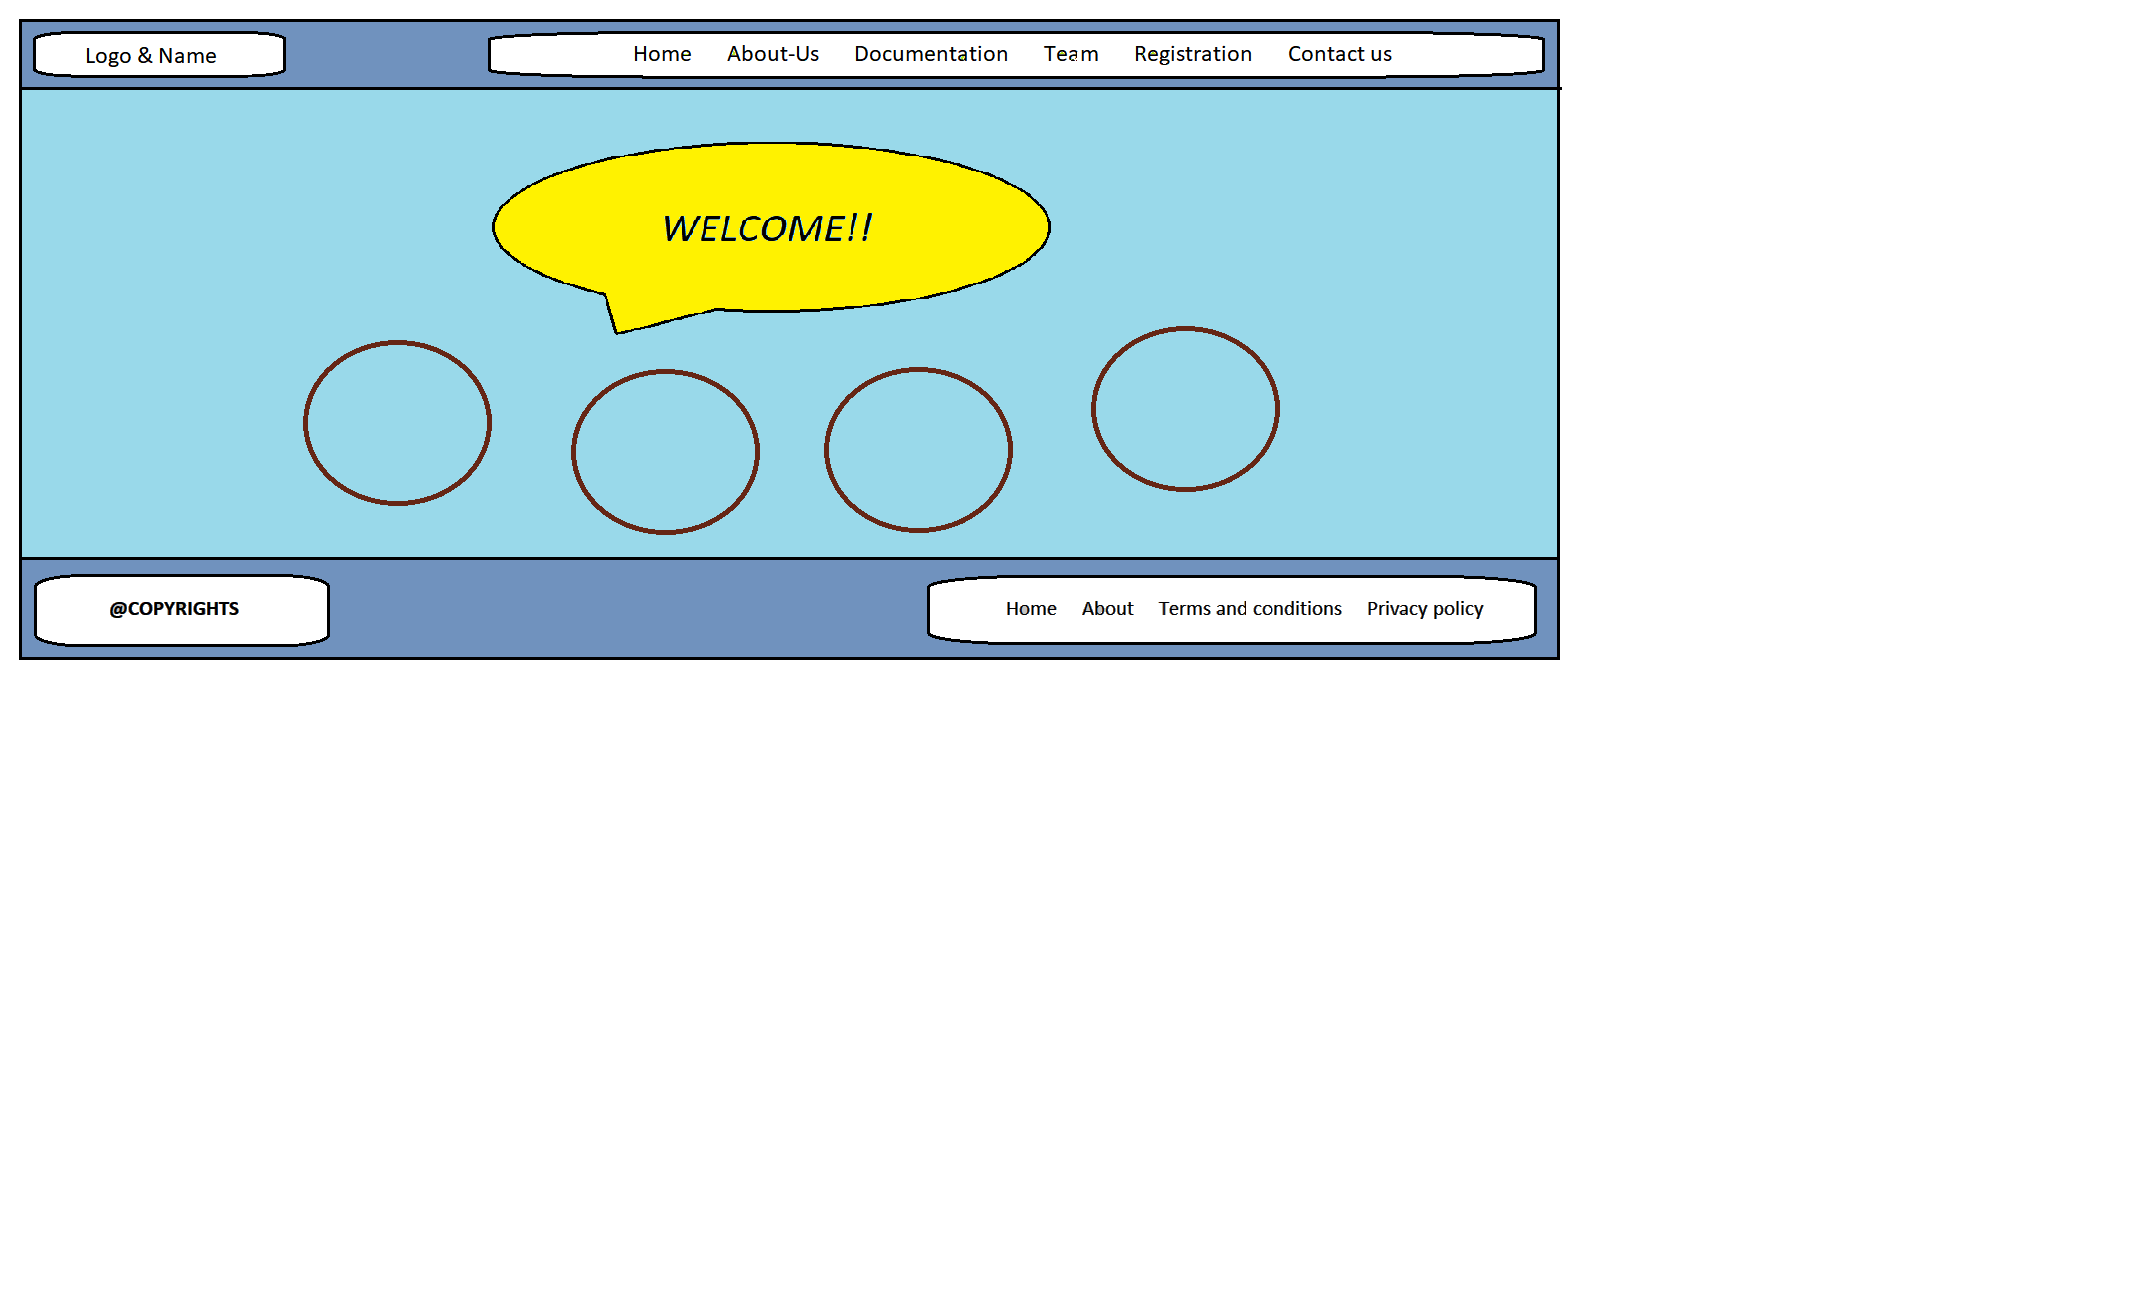 Logo & Name
Home About-Us Documentation Team Registration Contact us
WELCOME!!
@COPYRIGHTS
Home About Terms and conditions Privacy policy